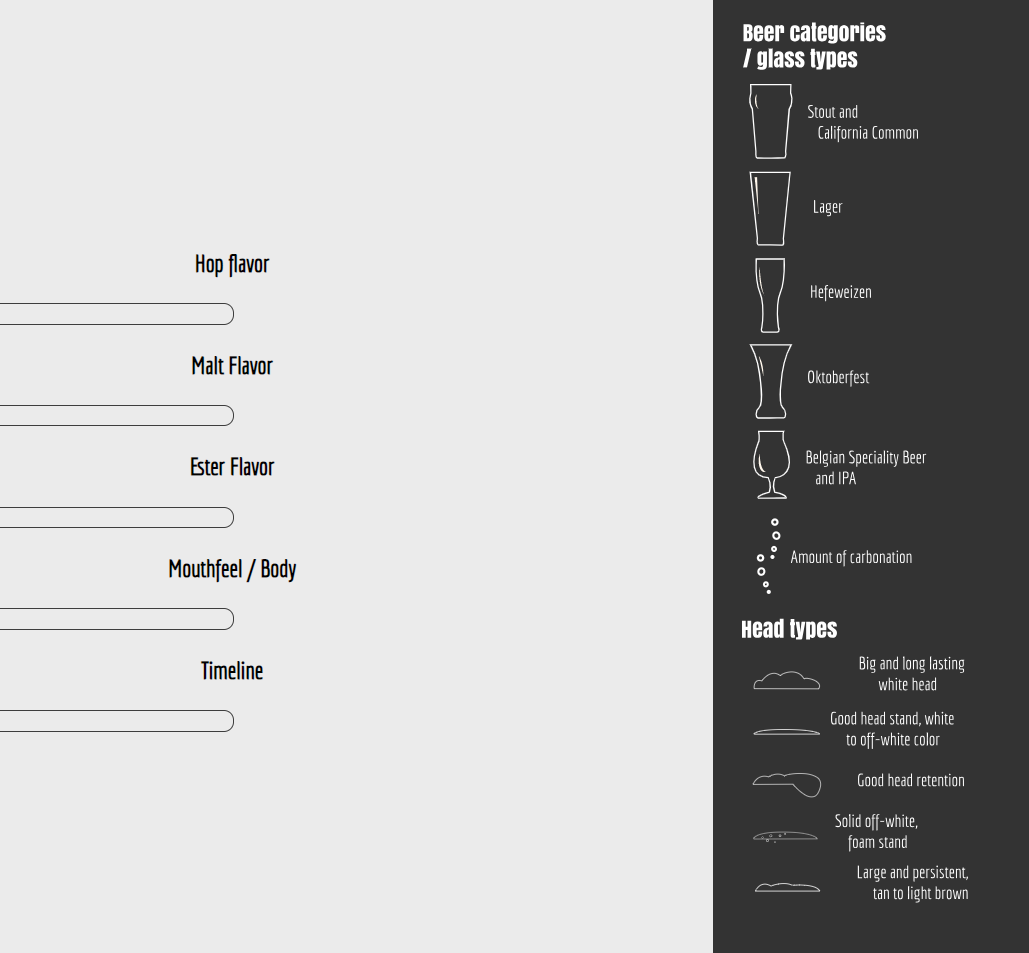 Hop flavor
Malt Flavor
Ester Flavor
Mouthfeel / Body
Timeline
Beer categories
/ glass types
Stout and
California Common
Lager
Hefeweizen
Oktoberfest
Belgian Speciality Beer
and IPA
Amount of carbonation
Head types
Big and long lasting
white head
Good head stand, white
to off-white color
Good head retention
Solid off-white,
foam stand
Large and persistent,
tan to light brown